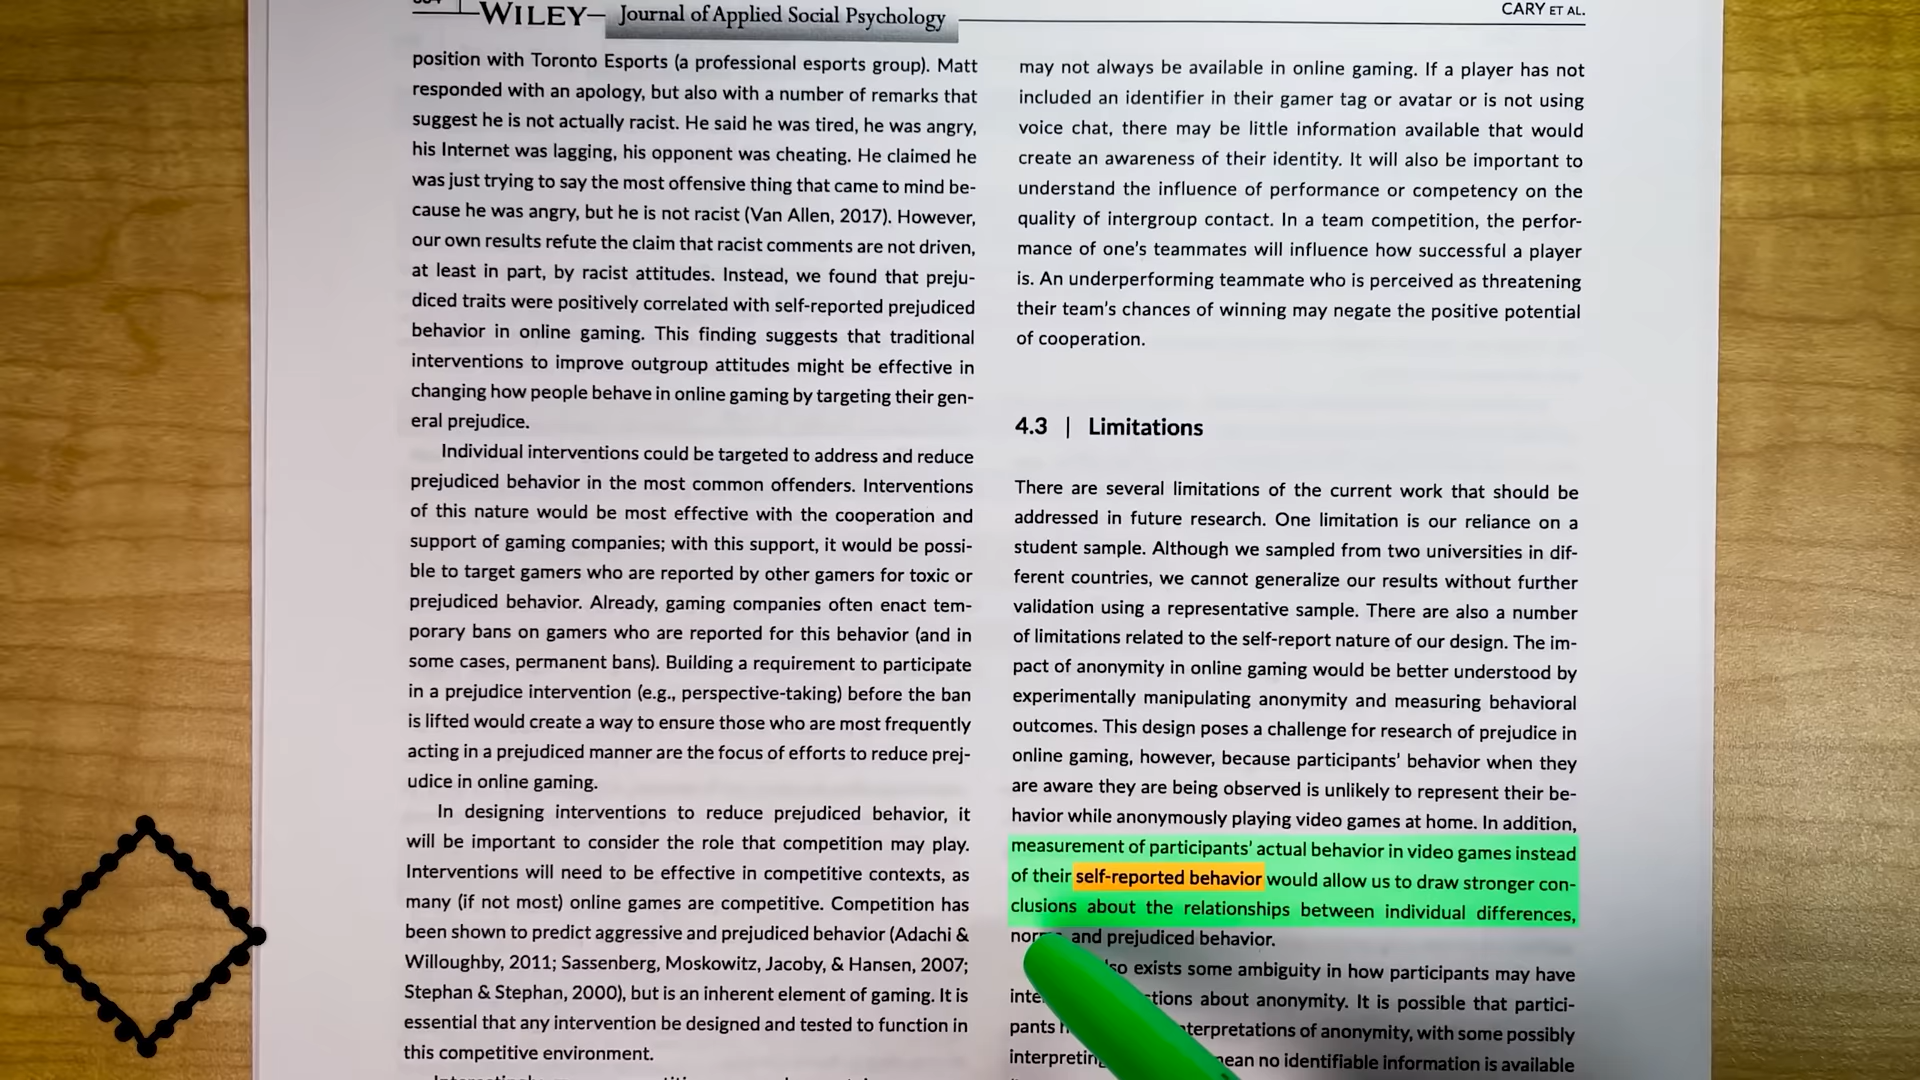 WILEY Journal of Applied Social Psychology
CARY ET AL.
position with Toronto Esports (a professional esports group). Matt
responded with an apology, but also with a number of remarks that
suggest he is not actually racist. He said he was tired, he was angry,
his Internet was lagging, his opponent was cheating. He claimed he
was just trying to say the most offensive thing that came to mind be-
cause he was angry, but he is not racist (Van Allen, 2017). However,
our own results refute the claim that racist comments are not driven,
at least in part, by racist attitudes. Instead, we found that preju-
diced traits were positively correlated with self-reported prejudiced
behavior in online gaming. This finding suggests that traditional
interventions to improve outgroup attitudes might be effective in
changing how people behave in online gaming by targeting their gen-
eral prejudice.
Individual interventions could be targeted to address and reduce
prejudiced behavior in the most common offenders. Interventions
of this nature would be most effective with the cooperation and
support of gaming companies; with this support, it would be possi-
ble to target gamers who are reported by other gamers for toxic or
prejudiced behavior. Already, gaming companies often enact tem-
porary bans on gamers who are reported for this behavior (and in
some cases, permanent bans). Building a requirement to participate
in a prejudice intervention (e.g., perspective-taking) before the ban
is lifted would create a way to ensure those who are most frequently
acting in a prejudiced manner are the focus of efforts to reduce prej-
udice in online gaming.
In designing interventions to reduce prejudiced behavior, it
will be important to consider the role that competition may play.
Interventions will need to be effective in competitive contexts, as
many (if not most) online games are competitive. Competition has
been shown to predict aggressive and prejudiced behavior (Adachi &
Willoughby, 2011; Sassenberg, Moskowitz, Jacoby, & Hansen, 2007;
Stephan & Stephan, 2000), but is an inherent element of gaming. It is
essential that any intervention be designed and tested to function in
this competitive environment.
may not always be available in online gaming. If a player has not
included an identifier in their gamer tag or avatar or is not using
voice chat, there may be little information available that would
create an awareness of their identity. It will also be important to
understand the influence of performance or competency on the
quality of intergroup contact. In a team competition, the perfor-
mance of one's teammates will influence how successful a player
is. An underperforming teammate who is perceived as threatening
their team's chances of winning may negate the positive potential
of cooperation.
4.3 | Limitations
There are several limitations of the current work that should be
addressed in future research. One limitation is our reliance on a
student sample. Although we sampled from two universities in dif-
ferent countries, we cannot generalize our results without further
validation using a representative sample. There are also a number
of limitations related to the self-report nature of our design. The im-
pact of anonymity in online gaming would be better understood by
experimentally manipulating anonymity and measuring behavioral
outcomes. This design poses a challenge for research of prejudice in
online gaming, however, because participants' behavior when they
are aware they are being observed is unlikely to represent their be-
havior while anonymously playing video games at home. In addition,
measurement of participants' actual behavior in video games instead
of their self-reported behavior would allow us to draw stronger con-
clusions about the relationships between individual differences,
and prejudiced behavior.
exists some ambiguity in how participants may have
about anonymity. It is possible that partici-
pants of anonymity, with some possibly
no identifiable information is available